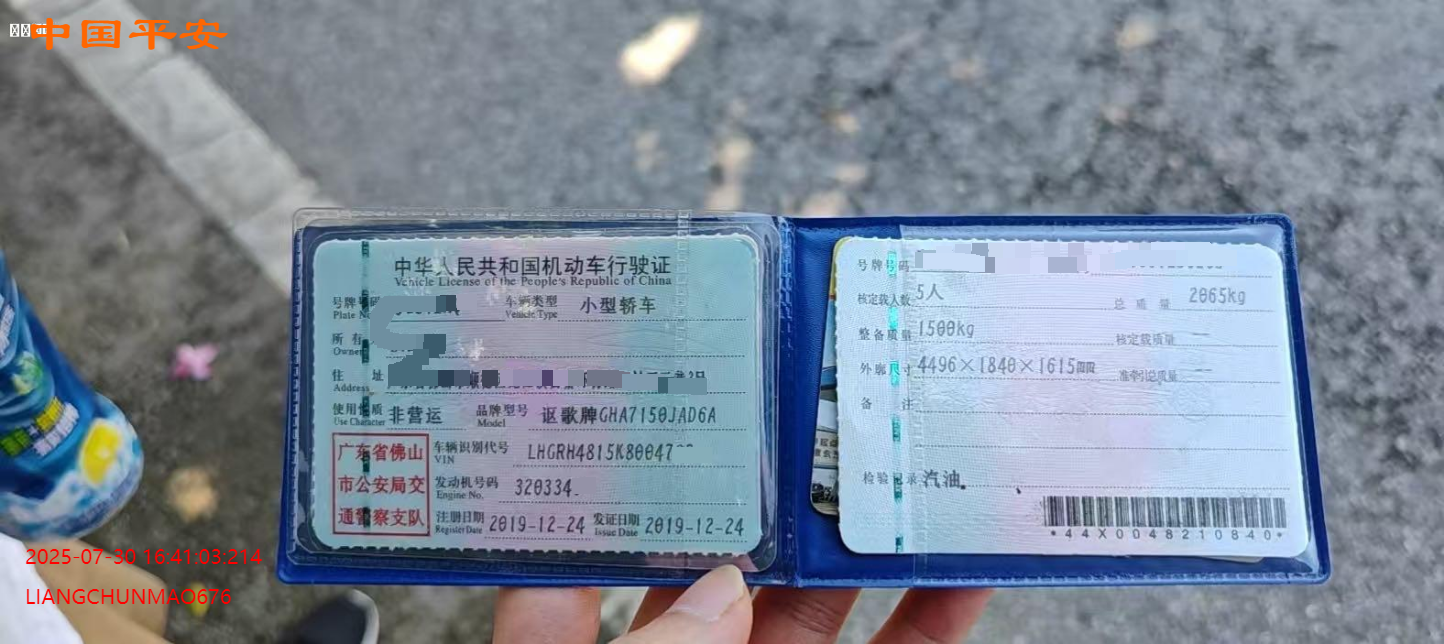 中国平安
中华人民共和国机动车行驶证
Vehicle License of the People's Republic of China
号牌号码
Plate No.
车辆类型 小型轿车
Vehicle Type
所有
Owner
住址
Address
使用性质 非营运 品牌型号 讴歌牌GHA7150JAD6A
Use Character Model
广东省佛山
市公安局交
通警察支队
车辆识别代号 LHGRH4815K80047
VIN
发动机号码 320334
Engine No.
注册日期 2019-12-24 发证日期 2019-12-24
Register Date Issue Date
号牌号码
核定载人数 5人 总质量 2065kg
整备质量 1500kg 核定载质量
外廓尺寸 4496×1840×1615mm 准牵引总质量
备注
检验记录 汽油
*44X0048210840*
2025-07-30 16:41:03:214
LIANGCHUNMAO676